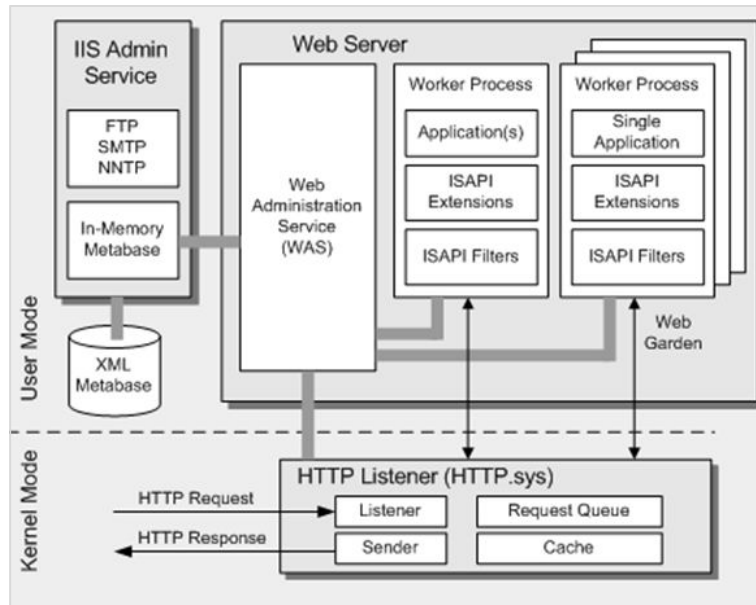 IIS Admin
Service
FTP
SMTP
NNTP
In-Memory
Metabase
XML
Metabase
User Mode
Web Server
Web
Administration
Service
(WAS)
Worker Process
Application(s)
ISAPI
Extensions
ISAPI Filters
Worker Process
Single
Application
ISAPI
Extensions
ISAPI Filters
Web
Garden
Kernel Mode
HTTP Request
HTTP Response
HTTP Listener (HTTP.sys)
Listener
Request Queue
Sender
Cache